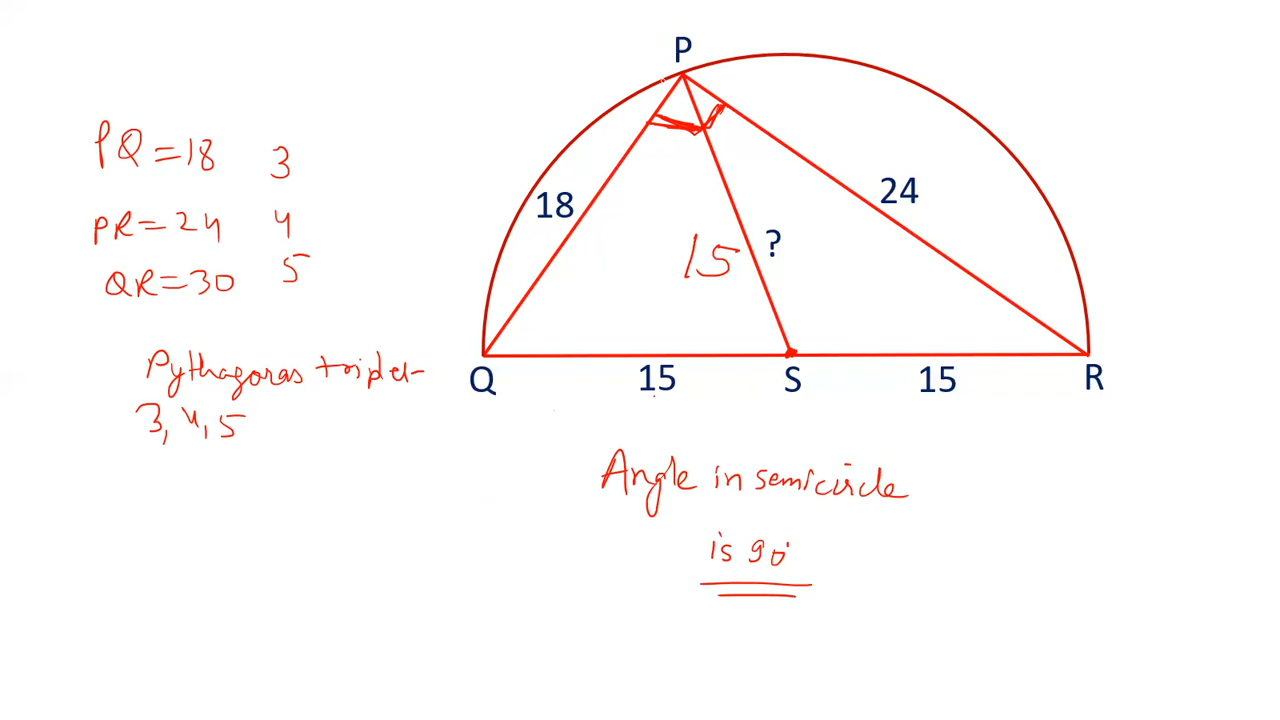 P
PQ = 18 3
18
24
PR = 24 4
15 ?
QR = 30 5
Pythagoras triplet
3, 4, 5
Q 15 S 15 R
Angle in semicircle
is 90°